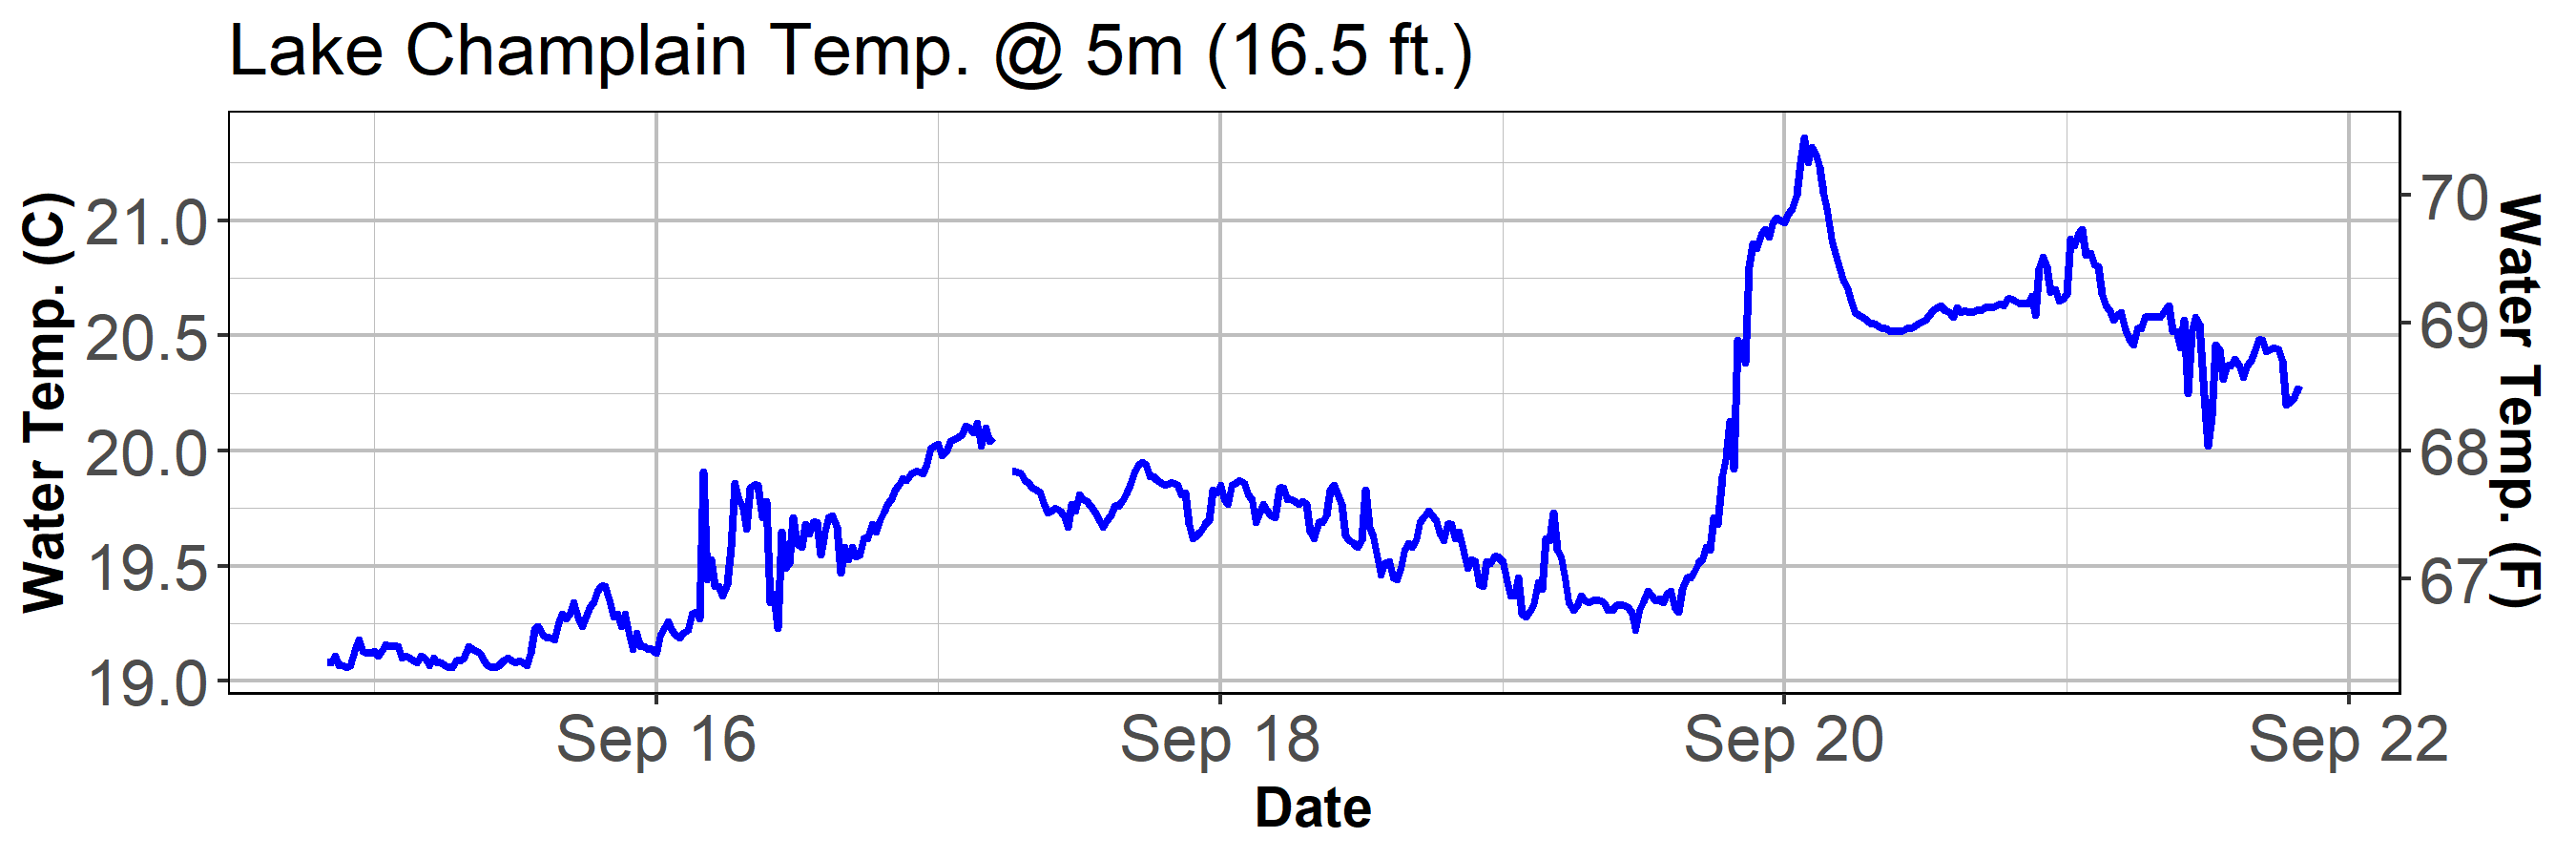 Lake Champlain Temp. @ 5m (16.5 ft.)
Water Temp. (C)
21.0
20.5
20.0
19.5
19.0
70
69
68
67
Water Temp. (F)
Sep 16
Sep 18
Sep 20
Sep 22
Date